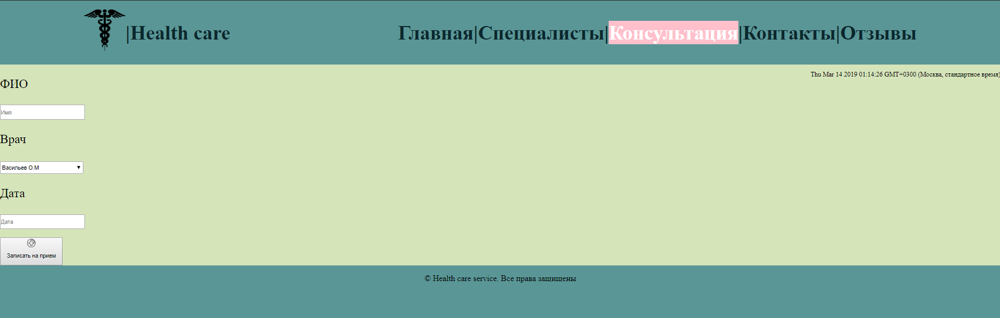 |Health care
Главная|Специалисты|Консультация|Контакты|Отзывы
Thu Mar 14 2019 01:14:26 GMT+0300 (Москва, стандартное время)
ФИО
Имя
Врач
Васильев О.М
Дата
Дата
Записать на прием
© Health care service. Все права защищены